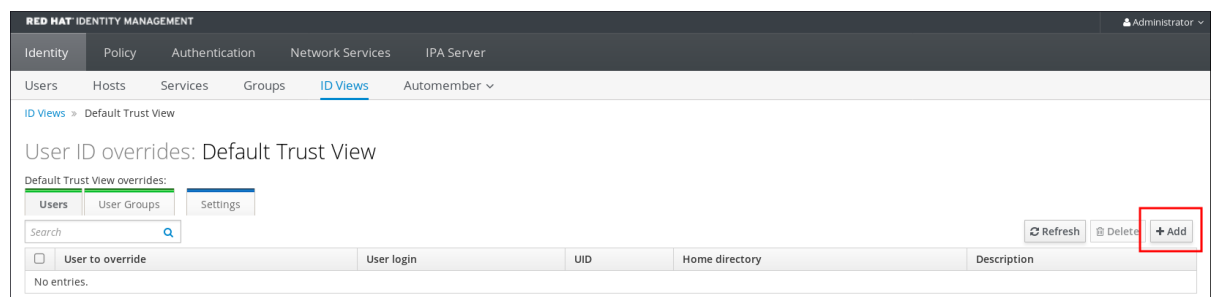 RED HAT IDENTITY MANAGEMENT Administrator
Identity Policy Authentication Network Services IPA Server
Users Hosts Services Groups ID Views Automember
ID Views » Default Trust View
User ID overrides: Default Trust View
Default Trust View overrides:
Users User Groups Settings
Search Refresh Delete + Add
User to override User login UID Home directory Description
No entries.